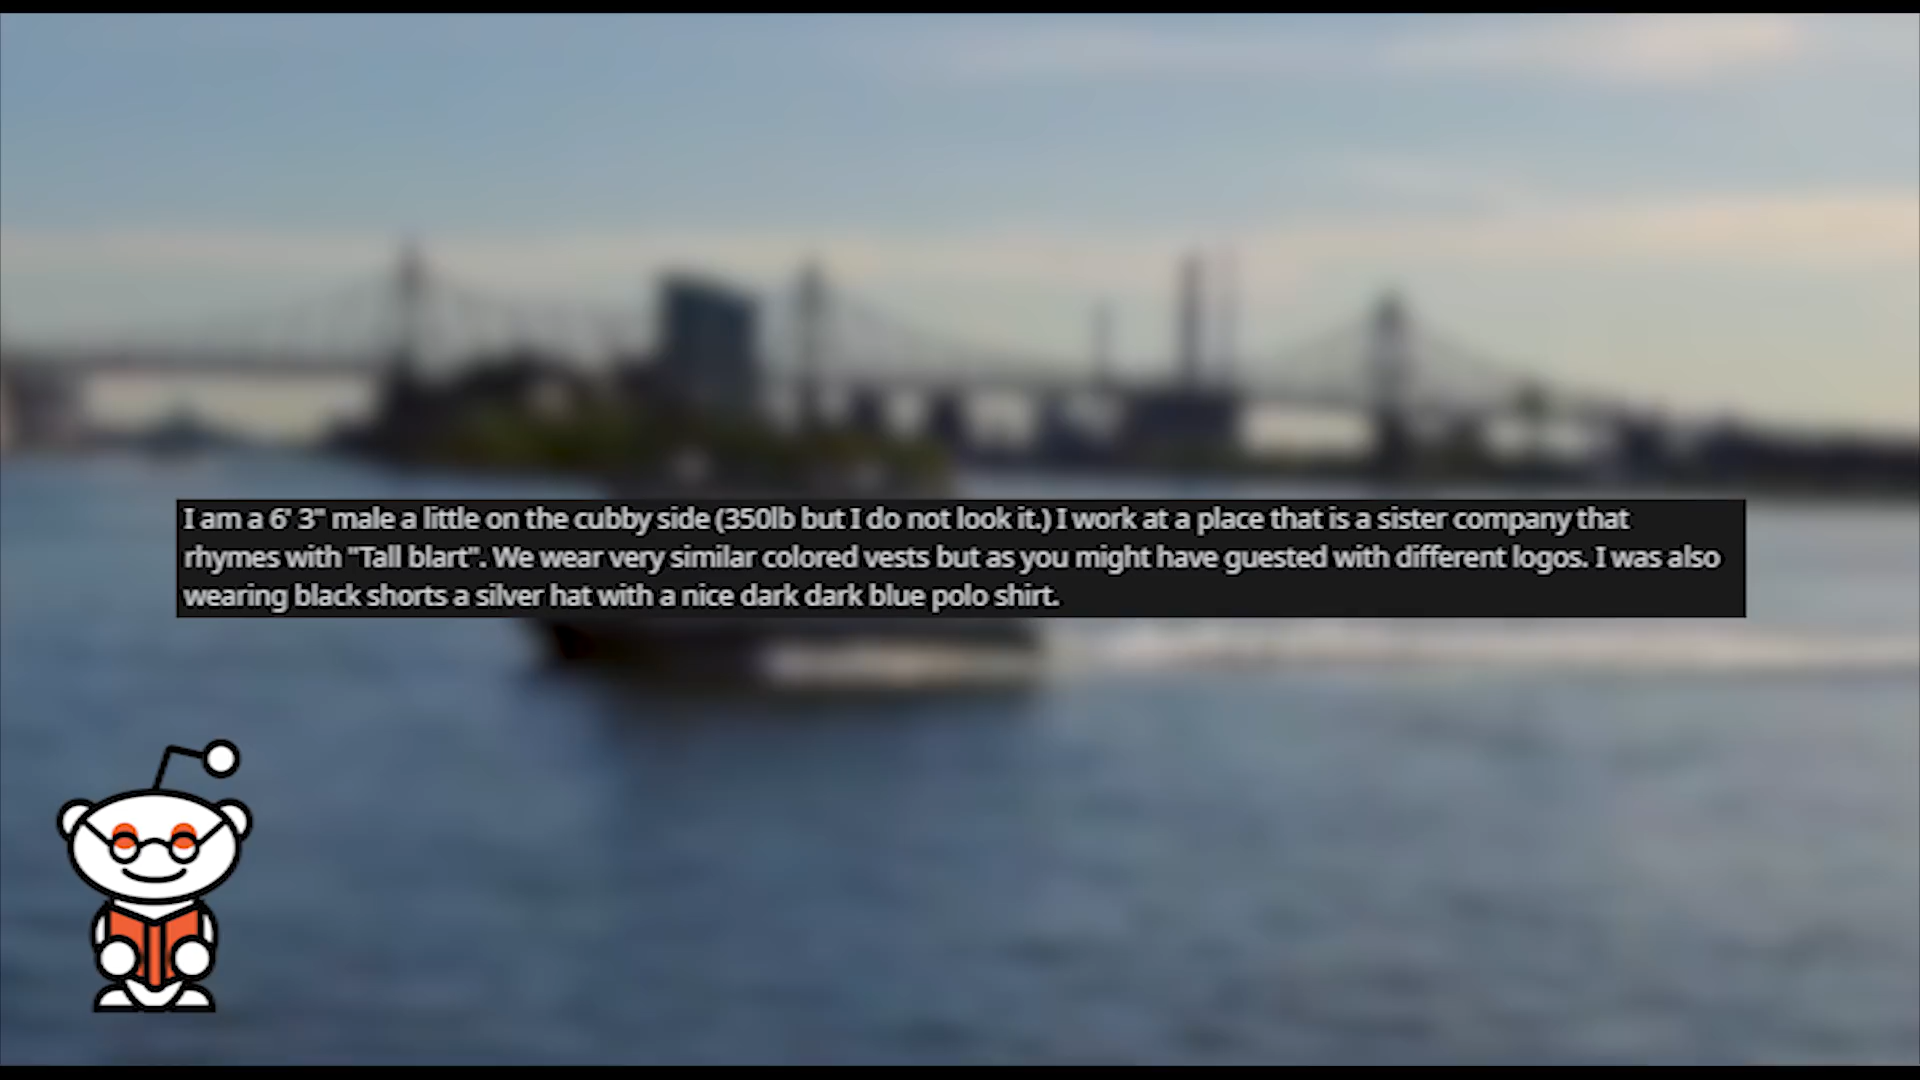 I am a 6' 3" male a little on the cubby side (350lb but I do not look it.) I work at a place that is a sister company that
rhymes with "Tall blart". We wear very similar colored vests but as you might have guested with different logos. I was also
wearing black shorts a silver hat with a nice dark dark blue polo shirt.